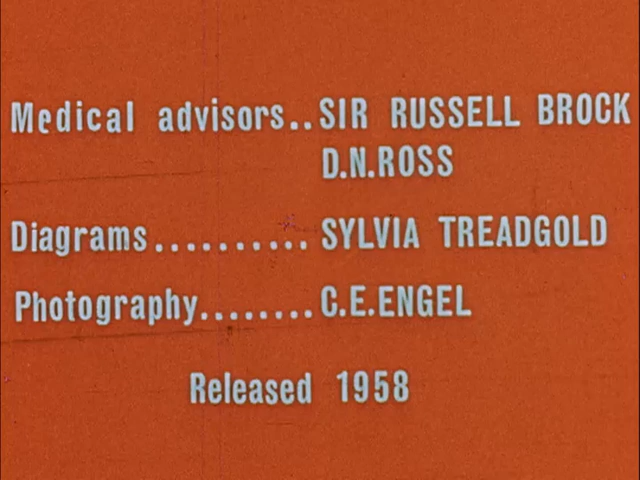 Medical advisors..SIR RUSSELL BROCK
D.N.ROSS
Diagrams..........SYLVIA TREADGOLD
Photography........C.E.ENGEL
Released 1958